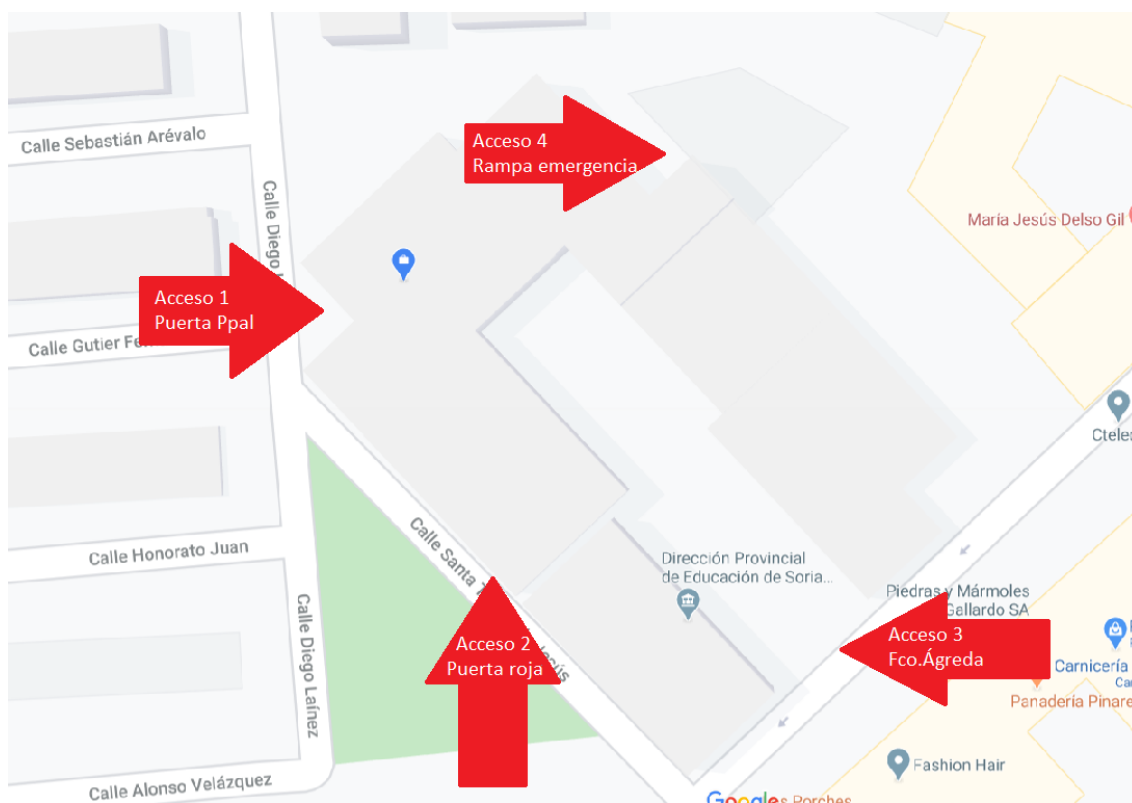 Acceso 4
Rampa emergencia
Calle Sebastián Arévalo
Calle Diego
María Jesús Delso Gil
Acceso 1
Puerta Ppal
Calle Gutier
Calle Honorato Juan
Calle Santa
Jesús
Dirección Provincial
de Educación de Soria...
Piedras y Mármoles
Gallardo SA
Acceso 2
Puerta roja
Acceso 3
Fco.Ágreda
Calle Diego Laínez
Carnicería
Panadería Pinare
Fashion Hair
Calle Alonso Velázquez
Google
Porches